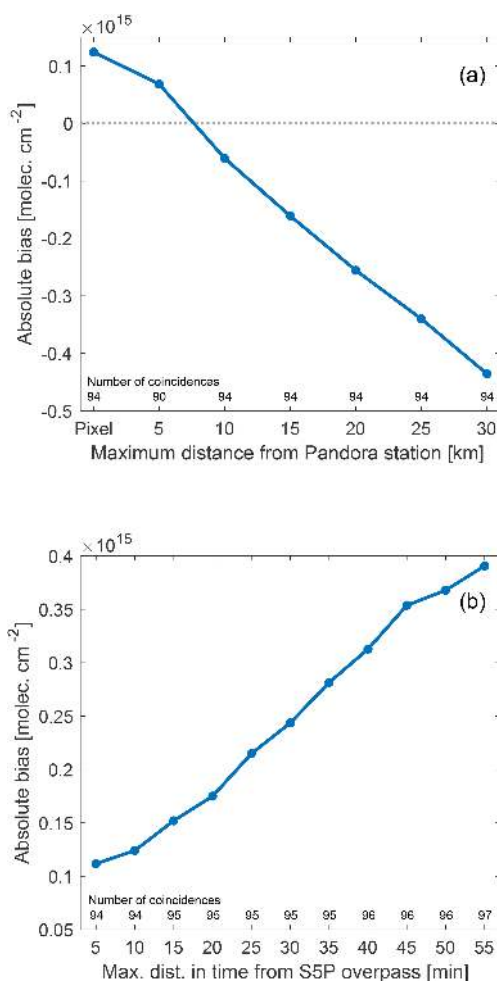 ×10^15
(a)
0.1
0
-0.1
-0.2
-0.3
-0.4
-0.5
Absolute bias [molec. cm^-2]
Number of coincidences
94 90 94 94 94 94 94
Pixel 5 10 15 20 25 30
Maximum distance from Pandora station [km]
×10^15
(b)
0.4
0.35
0.3
0.25
0.2
0.15
0.1
0.05
Absolute bias [molec. cm^-2]
Number of coincidences
94 94 95 95 95 95 95 96 96 96 97
5 10 15 20 25 30 35 40 45 50 55
Max. dist. in time from S5P overpass [min]